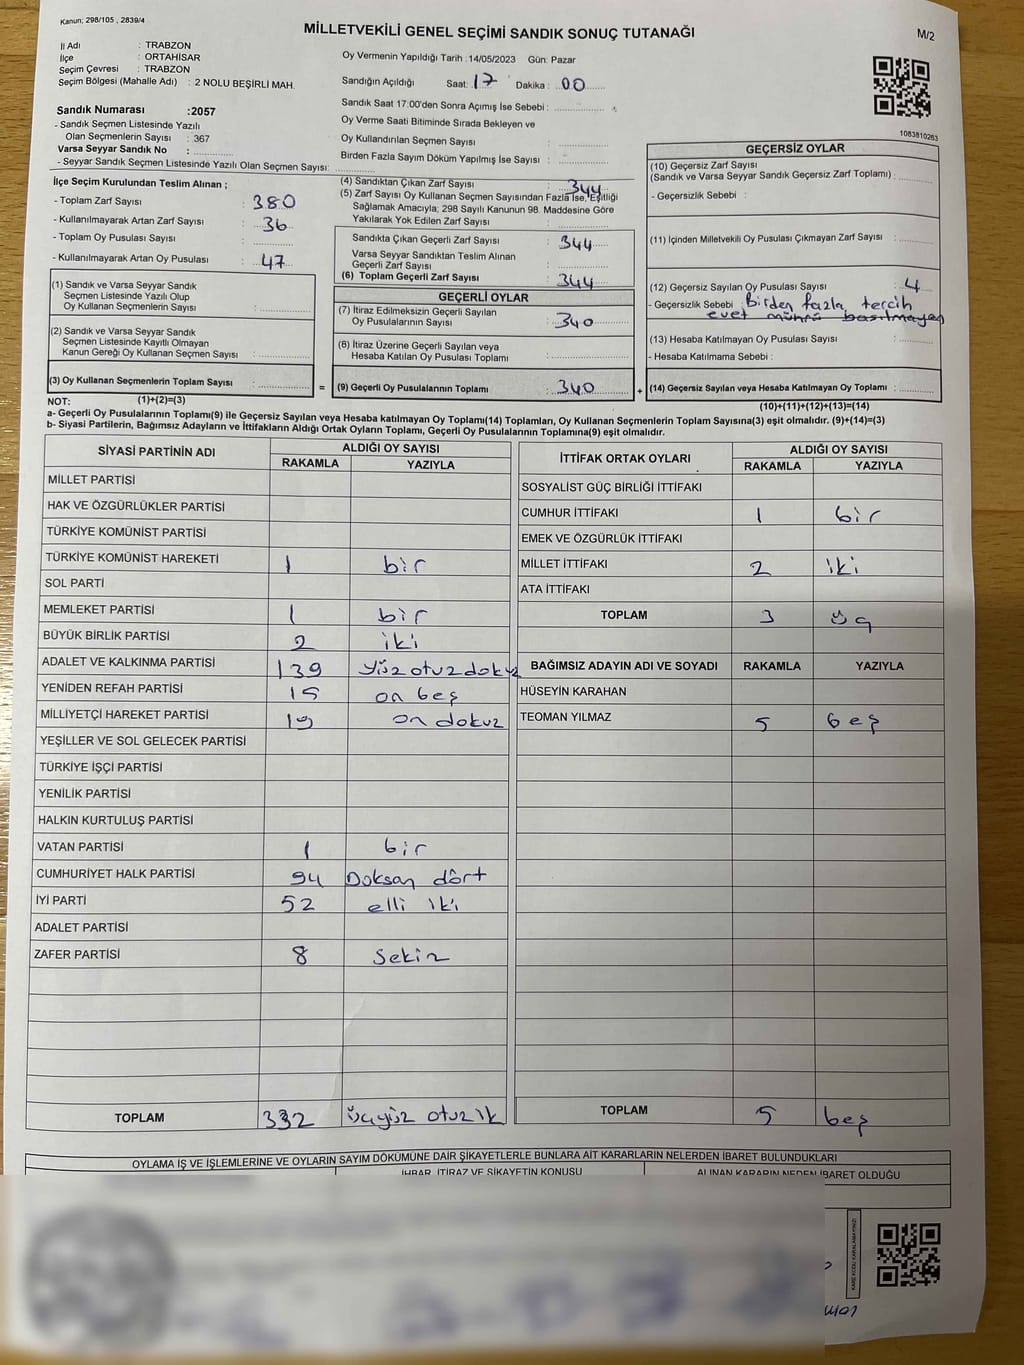 Kanun; 298/105 , 2839/4
MİLLETVEKİLİ GENEL SEÇİMİ SANDIK SONUÇ TUTANAĞI
M/2
İl Adı : TRABZON
İlçe : ORTAHİSAR
Seçim Çevresi : TRABZON
Seçim Bölgesi (Mahalle Adı) : 2 NOLU BEŞİRLİ MAH.
Sandık Numarası :2057
- Sandık Seçmen Listesinde Yazılı
Olan Seçmenlerin Sayısı : 367
Varsa Seyyar Sandık No :
- Seyyar Sandık Seçmen Listesinde Yazılı Olan Seçmen Sayısı:
Oy Vermenin Yapıldığı Tarih :14/05/2023 Gün: Pazar
Sandığın Açıldığı Saat: 17 Dakika : 00
Sandık Saat 17:00'den Sonra Açımış İse Sebebi :
Oy Verme Saati Bitiminde Sırada Bekleyen ve
Oy Kullandırılan Seçmen Sayısı :
Birden Fazla Sayım Döküm Yapılmış İse Sayısı :
1083810263
İlçe Seçim Kurulundan Teslim Alınan ;
- Toplam Zarf Sayısı : 380
- Kullanılmayarak Artan Zarf Sayısı : 36
- Toplam Oy Pusulası Sayısı :
- Kullanılmayarak Artan Oy Pusulası : 47
(1) Sandık ve Varsa Seyyar Sandık
Seçmen Listesinde Yazılı Olup
Oy Kullanan Seçmenlerin Sayısı :
(2) Sandık ve Varsa Seyyar Sandık
Seçmen Listesinde Kayıtlı Olmayan
Kanun Gereği Oy Kullanan Seçmen Sayısı :
(3) Oy Kullanan Seçmenlerin Toplam Sayısı :
(1)+(2)=(3)
(4) Sandıktan Çıkan Zarf Sayısı : 344
(5) Zarf Sayısı Oy Kullanan Seçmen Sayısından Fazla İse, Eşitliği
Sağlamak Amacıyla; 298 Sayılı Kanunun 98. Maddesine Göre
Yakılarak Yok Edilen Zarf Sayısı :
Sandıkta Çıkan Geçerli Zarf Sayısı : 344
Varsa Seyyar Sandıktan Teslim Alınan
Geçerli Zarf Sayısı :
(6) Toplam Geçerli Zarf Sayısı : 344
GEÇERLİ OYLAR
(7) İtiraz Edilmeksizin Geçerli Sayılan
Oy Pusulalarının Sayısı : 340
(8) İtiraz Üzerine Geçerli Sayılan veya
Hesaba Katılan Oy Pusulası Toplamı :
= (9) Geçerli Oy Pusulalarının Toplamı : 340 +
GEÇERSİZ OYLAR
(10) Geçersiz Zarf Sayısı
(Sandık ve Varsa Seyyar Sandık Geçersiz Zarf Toplamı) :
- Geçersizlik Sebebi :
(11) İçinden Milletvekili Oy Pusulası Çıkmayan Zarf Sayısı :
(12) Geçersiz Sayılan Oy Pusulası Sayısı : 4
- Geçersizlik Sebebi : Birden fazla tercih
evet mührü basılmayan
(13) Hesaba Katılmayan Oy Pusulası Sayısı :
- Hesaba Katılmama Sebebi :
(14) Geçersiz Sayılan veya Hesaba Katılmayan Oy Toplamı :
(10)+(11)+(12)+(13)=(14)
NOT:
a- Geçerli Oy Pusulalarının Toplamı(9) ile Geçersiz Sayılan veya Hesaba katılmayan Oy Toplamı(14) Toplamları, Oy Kullanan Seçmenlerin Toplam Sayısına(3) eşit olmalıdır. (9)+(14)=(3)
b- Siyasi Partilerin, Bağımsız Adayların ve İttifakların Aldığı Ortak Oyların Toplamı, Geçerli Oy Pusulalarının Toplamına(9) eşit olmalıdır.
SİYASİ PARTİNİN ADI ALDIĞI OY SAYISI
RAKAMLA YAZIYLA
MİLLET PARTİSİ
HAK VE ÖZGÜRLÜKLER PARTİSİ
TÜRKİYE KOMÜNİST PARTİSİ
TÜRKİYE KOMÜNİST HAREKETİ 1 bir
SOL PARTİ
MEMLEKET PARTİSİ 1 bir
BÜYÜK BİRLİK PARTİSİ 2 iki
ADALET VE KALKINMA PARTİSİ 139 yüz otuz dokuz
YENİDEN REFAH PARTİSİ 15 on beş
MİLLİYETÇİ HAREKET PARTİSİ 19 on dokuz
YEŞİLLER VE SOL GELECEK PARTİSİ
TÜRKİYE İŞÇİ PARTİSİ
YENİLİK PARTİSİ
HALKIN KURTULUŞ PARTİSİ
VATAN PARTİSİ 1 bir
CUMHURİYET HALK PARTİSİ 94 Doksan dört
İYİ PARTİ 52 elli iki
ADALET PARTİSİ
ZAFER PARTİSİ 8 Sekiz
TOPLAM 332 üçyüz otuz ik
İTTİFAK ORTAK OYLARI ALDIĞI OY SAYISI
RAKAMLA YAZIYLA
SOSYALİST GÜÇ BİRLİĞİ İTTİFAKI
CUMHUR İTTİFAKI 1 bir
EMEK VE ÖZGÜRLÜK İTTİFAKI
MİLLET İTTİFAKI 2 iki
ATA İTTİFAKI
TOPLAM 3 üç
BAĞIMSIZ ADAYIN ADI VE SOYADI RAKAMLA YAZIYLA
HÜSEYİN KARAHAN
TEOMAN YILMAZ 5 beş
TOPLAM 5 beş
OYLAMA İŞ VE İŞLEMLERİNE VE OYLARIN SAYIM DÖKÜMÜNE DAİR ŞİKAYETLERLE BUNLARA AİT KARARLARIN NELERDEN İBARET BULUNDUKLARI
İHBAR, İTİRAZ VE ŞİKAYETİN KONUSU
ALINAN KARARIN NEDEN İBARET OLDUĞU